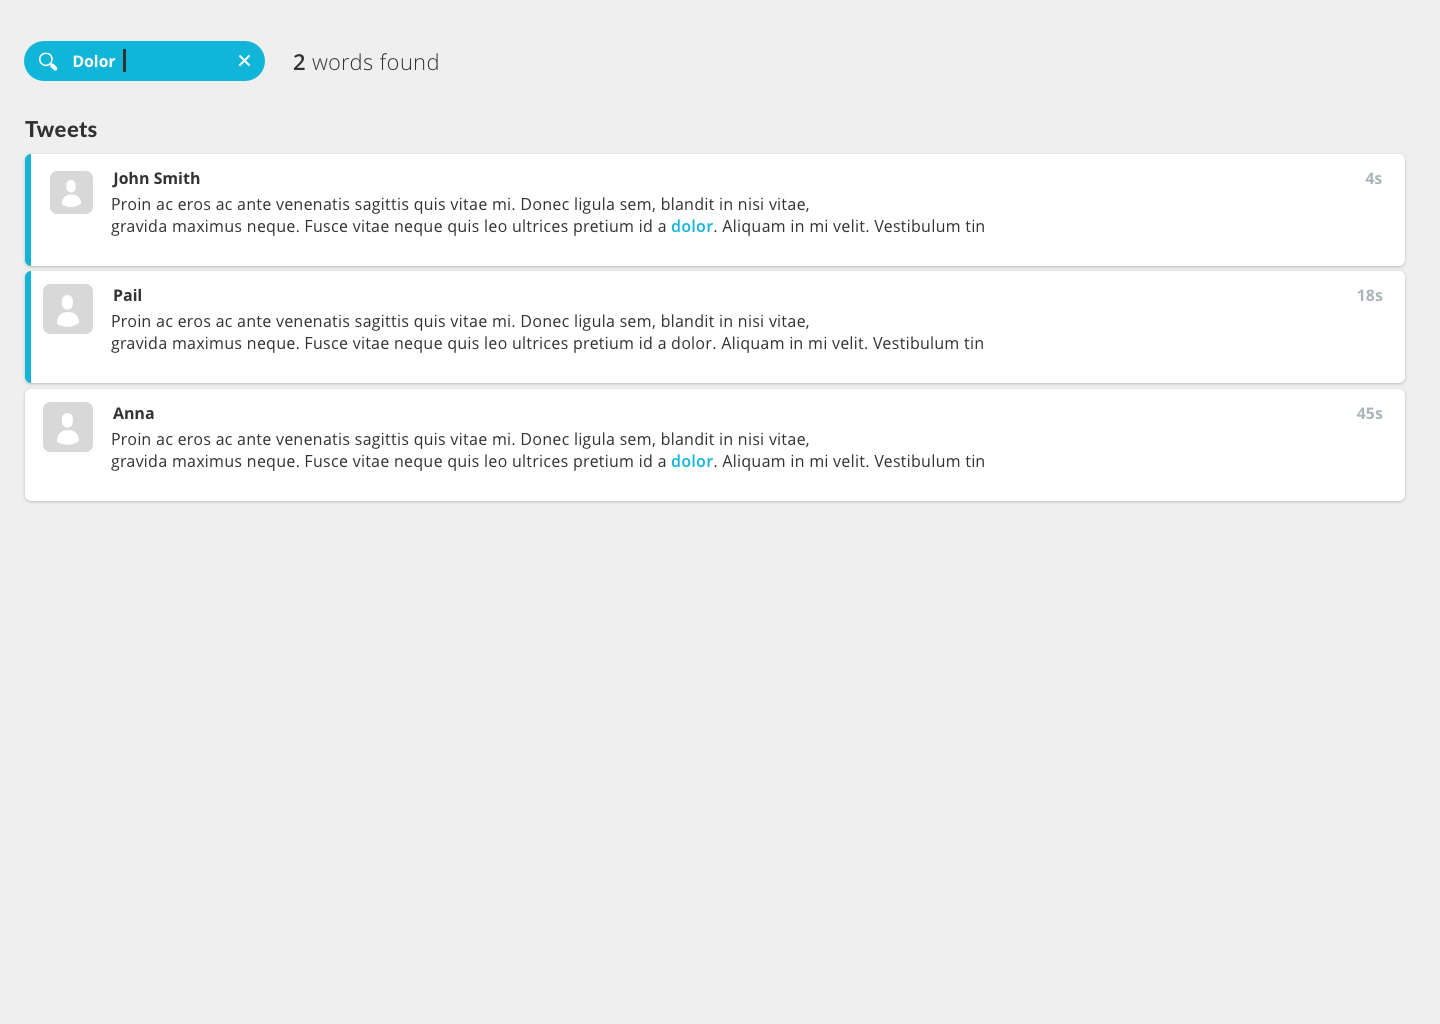 Dolor
2 words found
Tweets
John Smith
4s
Proin ac eros ac ante venenatis sagittis quis vitae mi. Donec ligula sem, blandit in nisi vitae,
gravida maximus neque. Fusce vitae neque quis leo ultrices pretium id a dolor. Aliquam in mi velit. Vestibulum tin
Pail
18s
Proin ac eros ac ante venenatis sagittis quis vitae mi. Donec ligula sem, blandit in nisi vitae,
gravida maximus neque. Fusce vitae neque quis leo ultrices pretium id a dolor. Aliquam in mi velit. Vestibulum tin
Anna
45s
Proin ac eros ac ante venenatis sagittis quis vitae mi. Donec ligula sem, blandit in nisi vitae,
gravida maximus neque. Fusce vitae neque quis leo ultrices pretium id a dolor. Aliquam in mi velit. Vestibulum tin